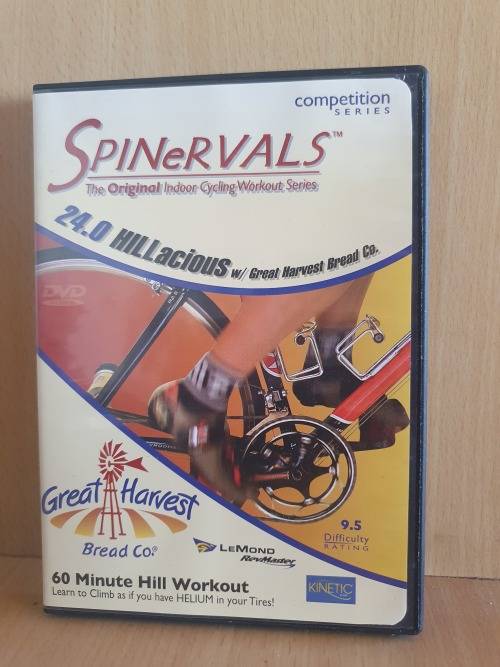 competition
SERIES
SPINeRVALS™
The Original Indoor Cycling Workout Series
24.0 HILLacious w/ Great Harvest Bread Co.
DVD
Great Harvest
Bread Co.®
LeMOND
RevMaster
9.5
Difficulty
RATING
60 Minute Hill Workout
Learn to Climb as if you have HELIUM in your Tires!
KINETIC